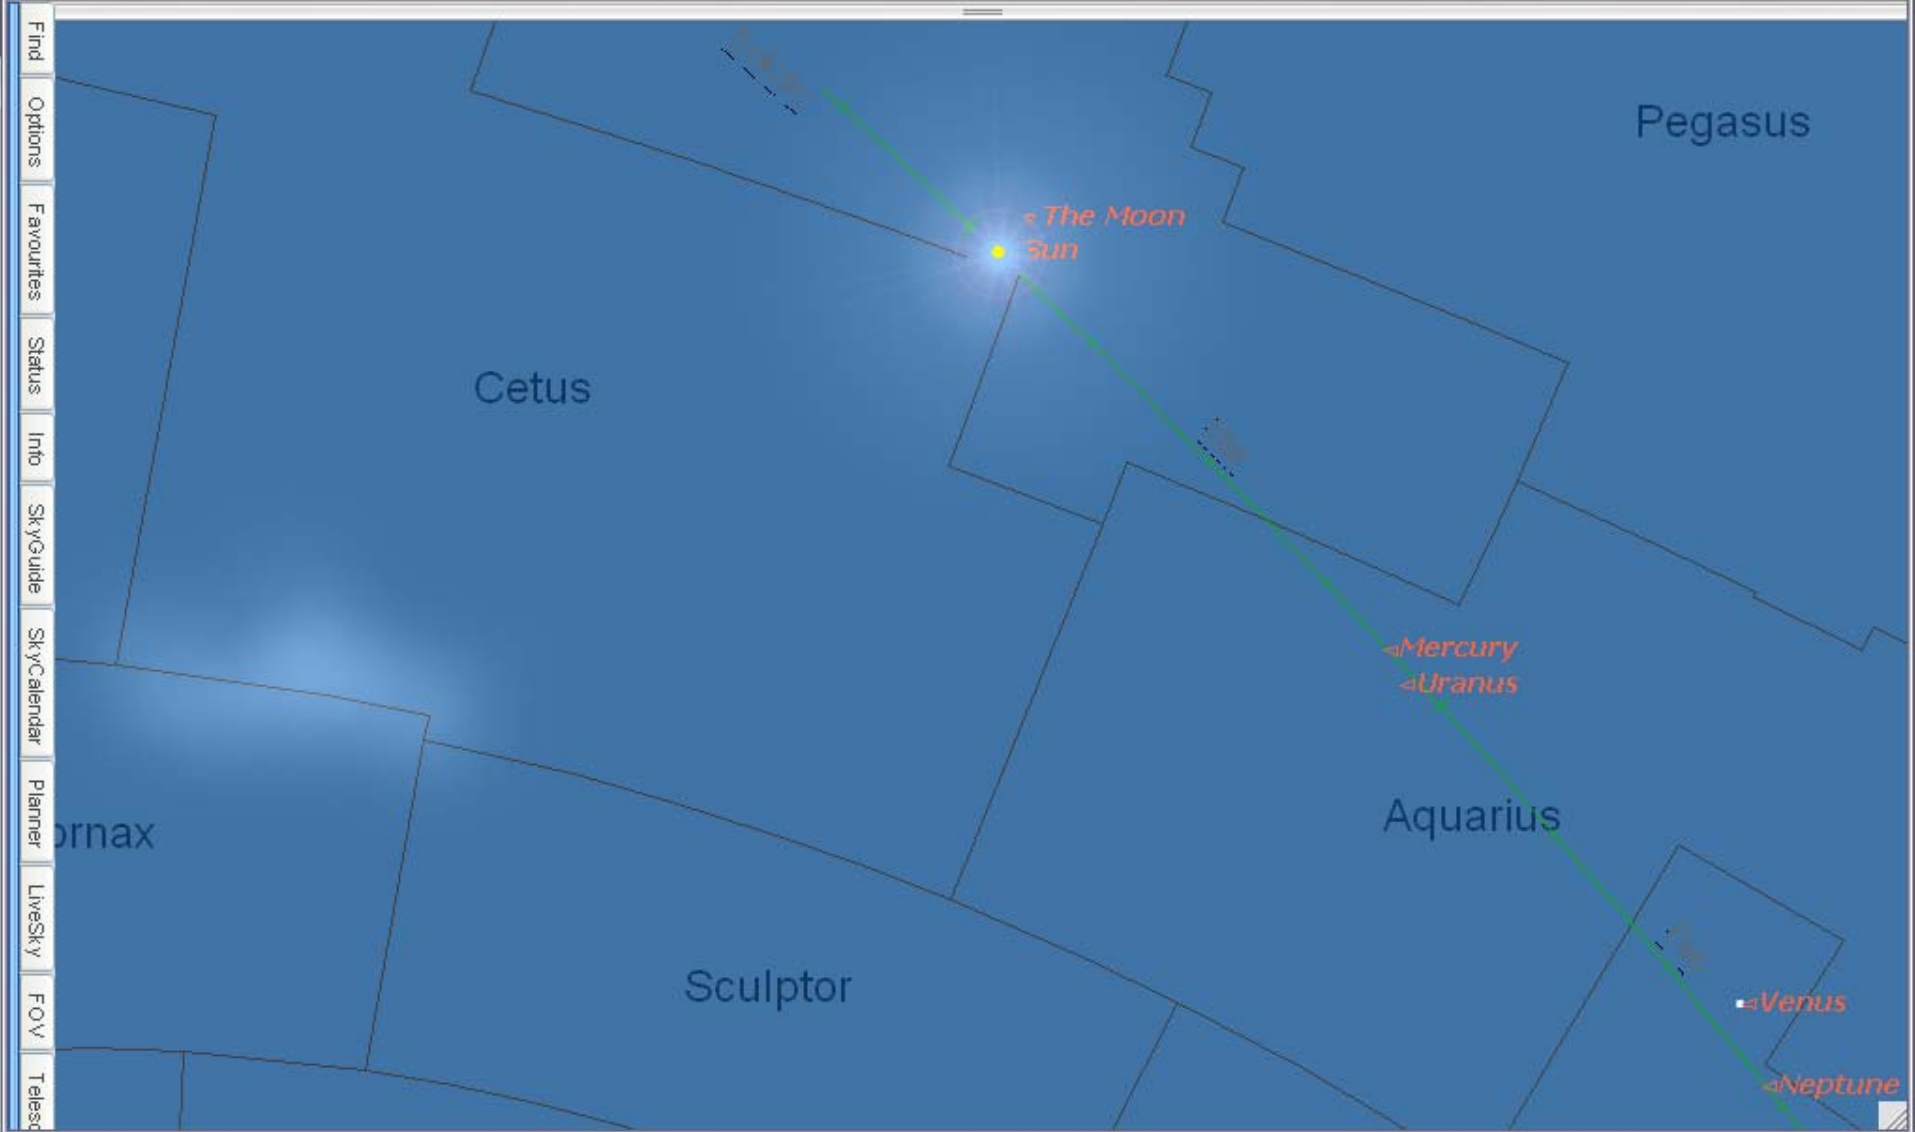 Find
Options
Favourites
Status
Info
SkyGuide
SkyCalendar
Planner
LiveSky
FOV
Telesc
Pegasus
The Moon
Sun
Cetus
Mercury
Uranus
Aquarius
ornax
Sculptor
Venus
Neptune